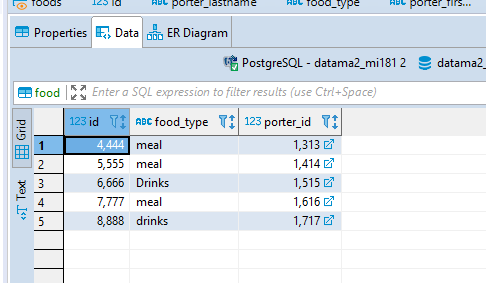 foods 123 id ABC porter_lastname ABC food_type ABC porter_firs...
Properties Data ER Diagram
PostgreSQL - datama2_mi181 2 datama2_
food Enter a SQL expression to filter results (use Ctrl+Space)
Grid
Text
123 id ABC food_type 123 porter_id
1 4,444 meal 1,313
2 5,555 meal 1,414
3 6,666 Drinks 1,515
4 7,777 meal 1,616
5 8,888 drinks 1,717